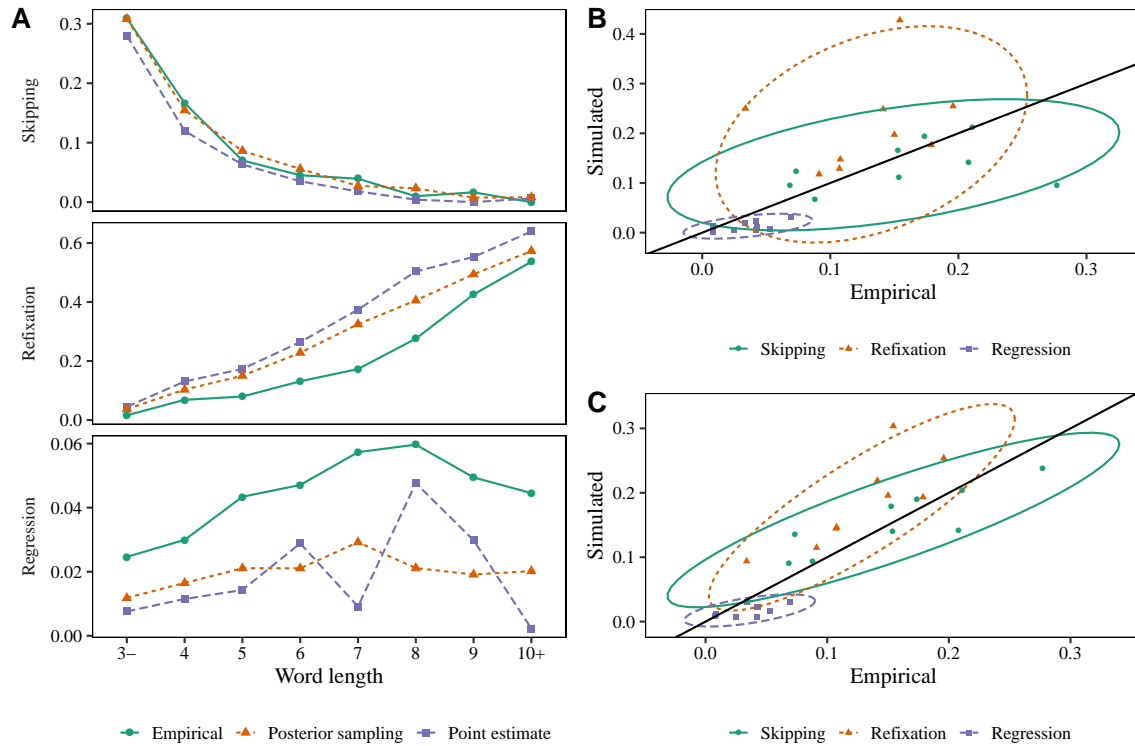 A
Skipping
0.3
0.2
0.1
0.0
Refixation
0.6
0.4
0.2
0.0
Regression
0.06
0.04
0.02
0.00
3− 4 5 6 7 8 9 10+
Word length
Empirical Posterior sampling Point estimate
B
Simulated
0.4
0.3
0.2
0.1
0.0
0.0 0.1 0.2 0.3
Empirical
Skipping Refixation Regression
C
Simulated
0.3
0.2
0.1
0.0
0.0 0.1 0.2 0.3
Empirical
Skipping Refixation Regression